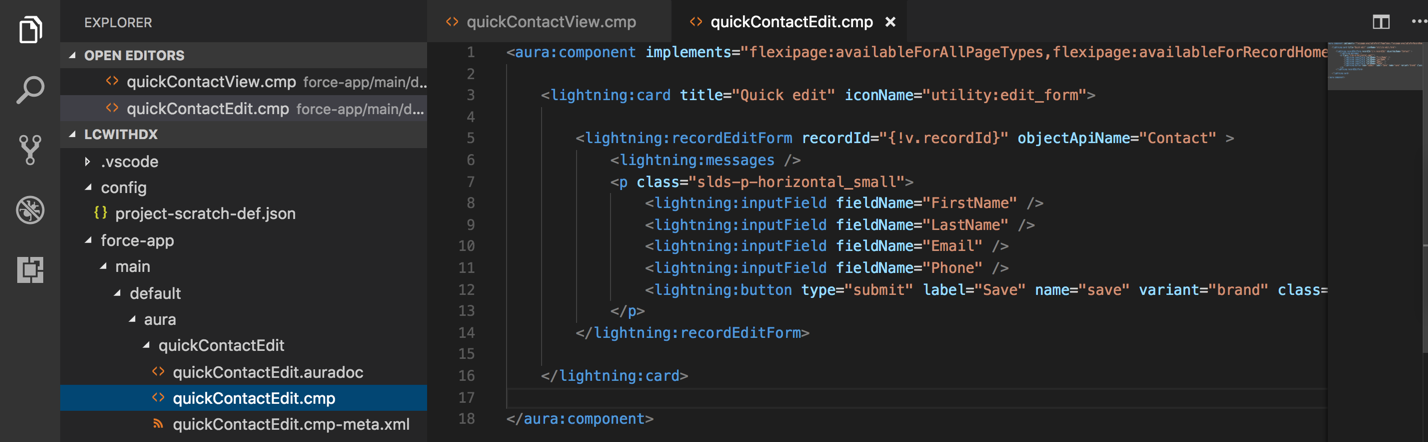 EXPLORER
OPEN EDITORS
quickContactView.cmp force-app/main/d...
quickContactEdit.cmp force-app/main/d...
LCWITHDX
.vscode
config
{} project-scratch-def.json
force-app
main
default
aura
quickContactEdit
<> quickContactEdit.auradoc
<> quickContactEdit.cmp
quickContactEdit.cmp-meta.xml
<> quickContactView.cmp
<> quickContactEdit.cmp ×
1 <aura:component implements="flexipage:availableForAllPageTypes,flexipage:availableForRecordHome
2
3 <lightning:card title="Quick edit" iconName="utility:edit_form">
4
5 <lightning:recordEditForm recordId="{!v.recordId}" objectApiName="Contact" >
6 <lightning:messages />
7 <p class="slds-p-horizontal_small">
8 <lightning:inputField fieldName="FirstName" />
9 <lightning:inputField fieldName="LastName" />
10 <lightning:inputField fieldName="Email" />
11 <lightning:inputField fieldName="Phone" />
12 <lightning:button type="submit" label="Save" name="save" variant="brand" class=
13 </p>
14 </lightning:recordEditForm>
15
16 </lightning:card>
17
18 </aura:component>